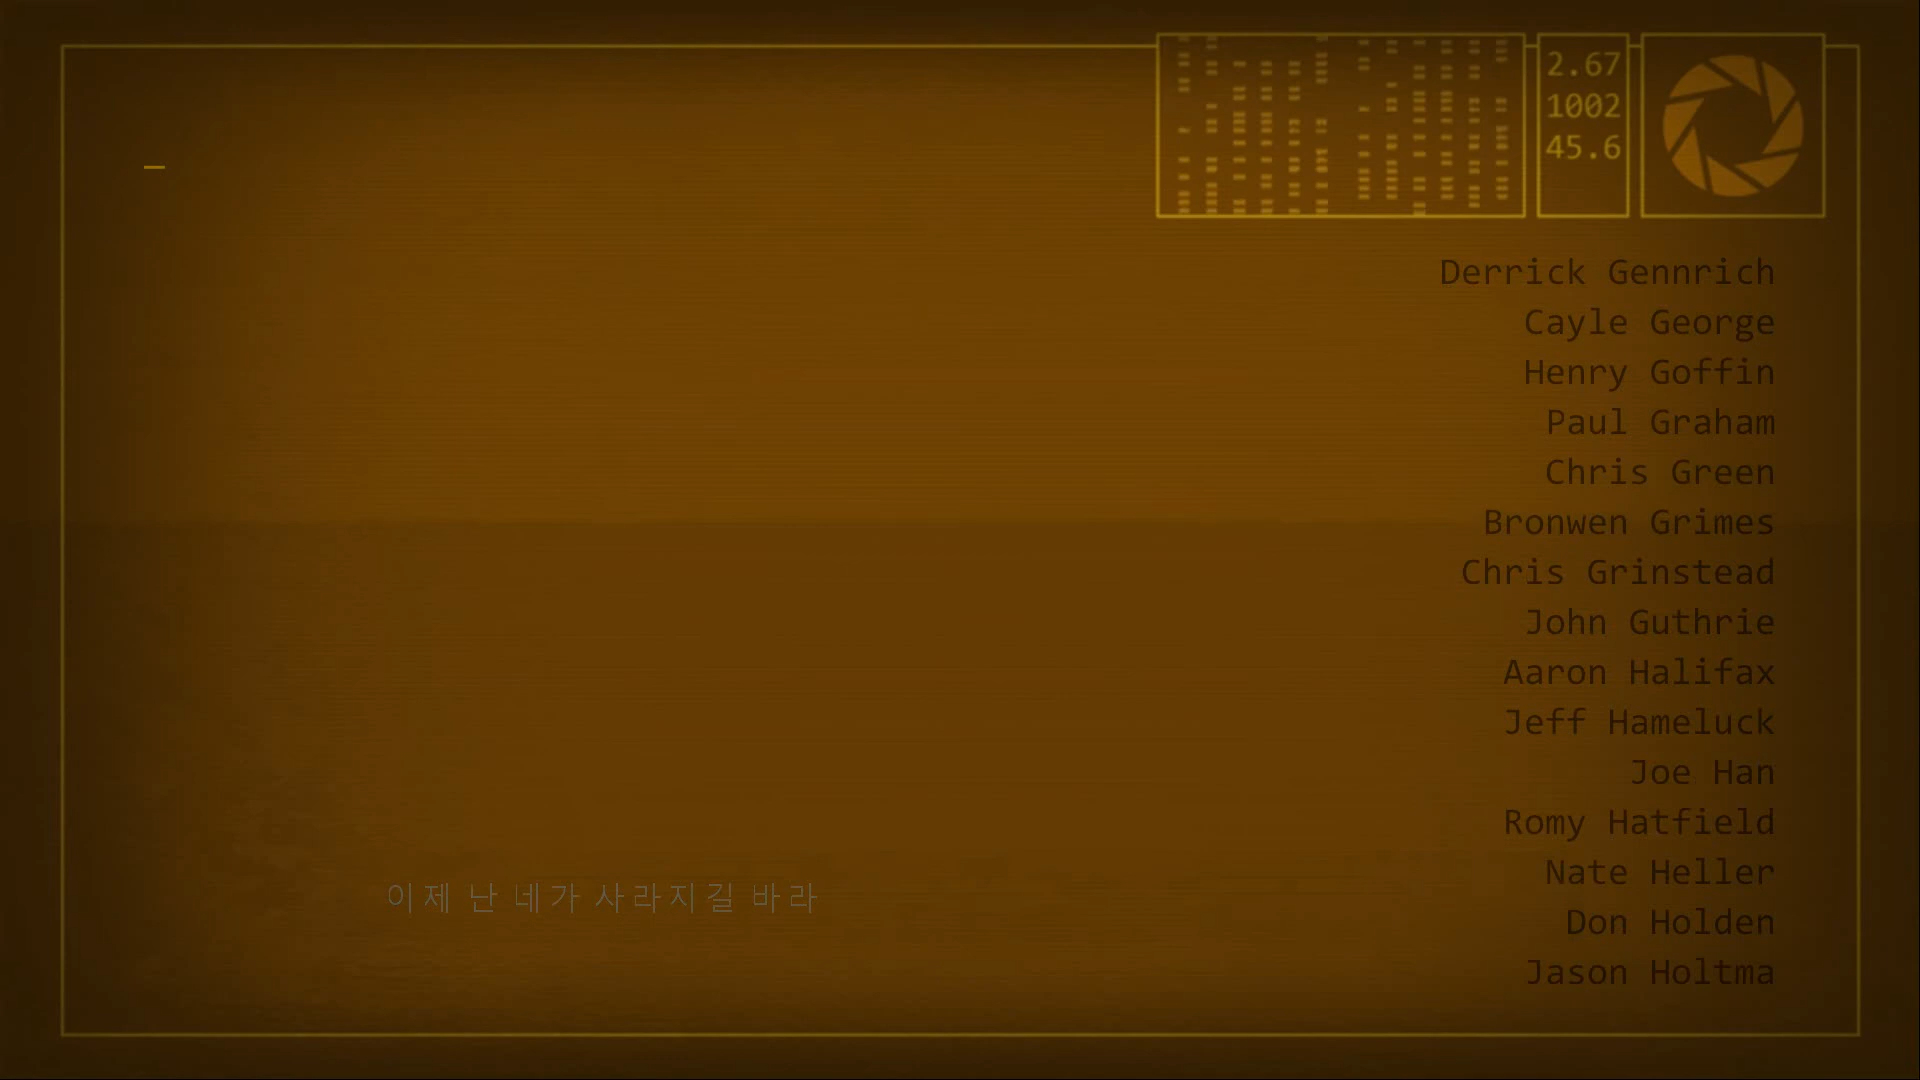 2.67
1002
45.6
Derrick Gennrich
Cayle George
Henry Goffin
Paul Graham
Chris Green
Bronwen Grimes
Chris Grinstead
John Guthrie
Aaron Halifax
Jeff Hameluck
Joe Han
Romy Hatfield
Nate Heller
이제 난 네가 사라지길 바라
Don Holden
Jason Holtma